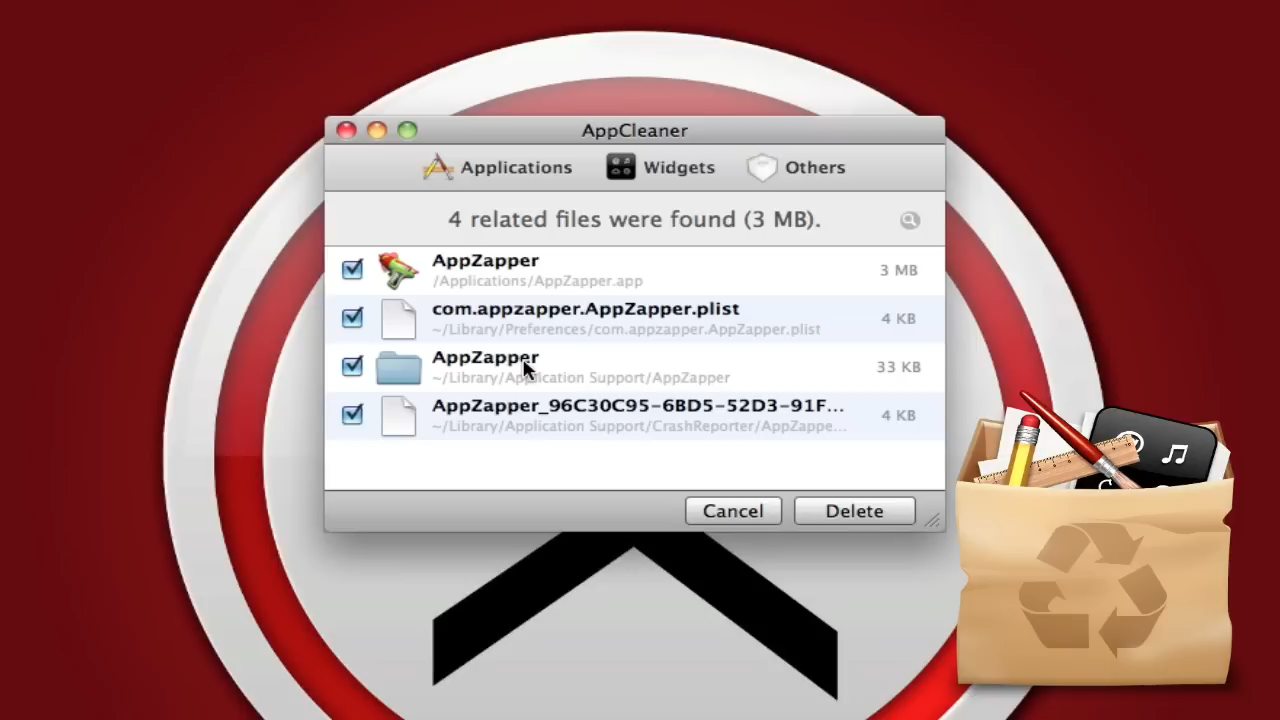 AppCleaner
Applications Widgets Others
4 related files were found (3 MB).
AppZapper
/Applications/AppZapper.app
3 MB
com.appzapper.AppZapper.plist
~/Library/Preferences/com.appzapper.AppZapper.plist
4 KB
AppZapper
~/Library/Application Support/AppZapper
33 KB
AppZapper_96C30C95-6BD5-52D3-91F...
~/Library/Application Support/CrashReporter/AppZappe...
4 KB
Cancel Delete